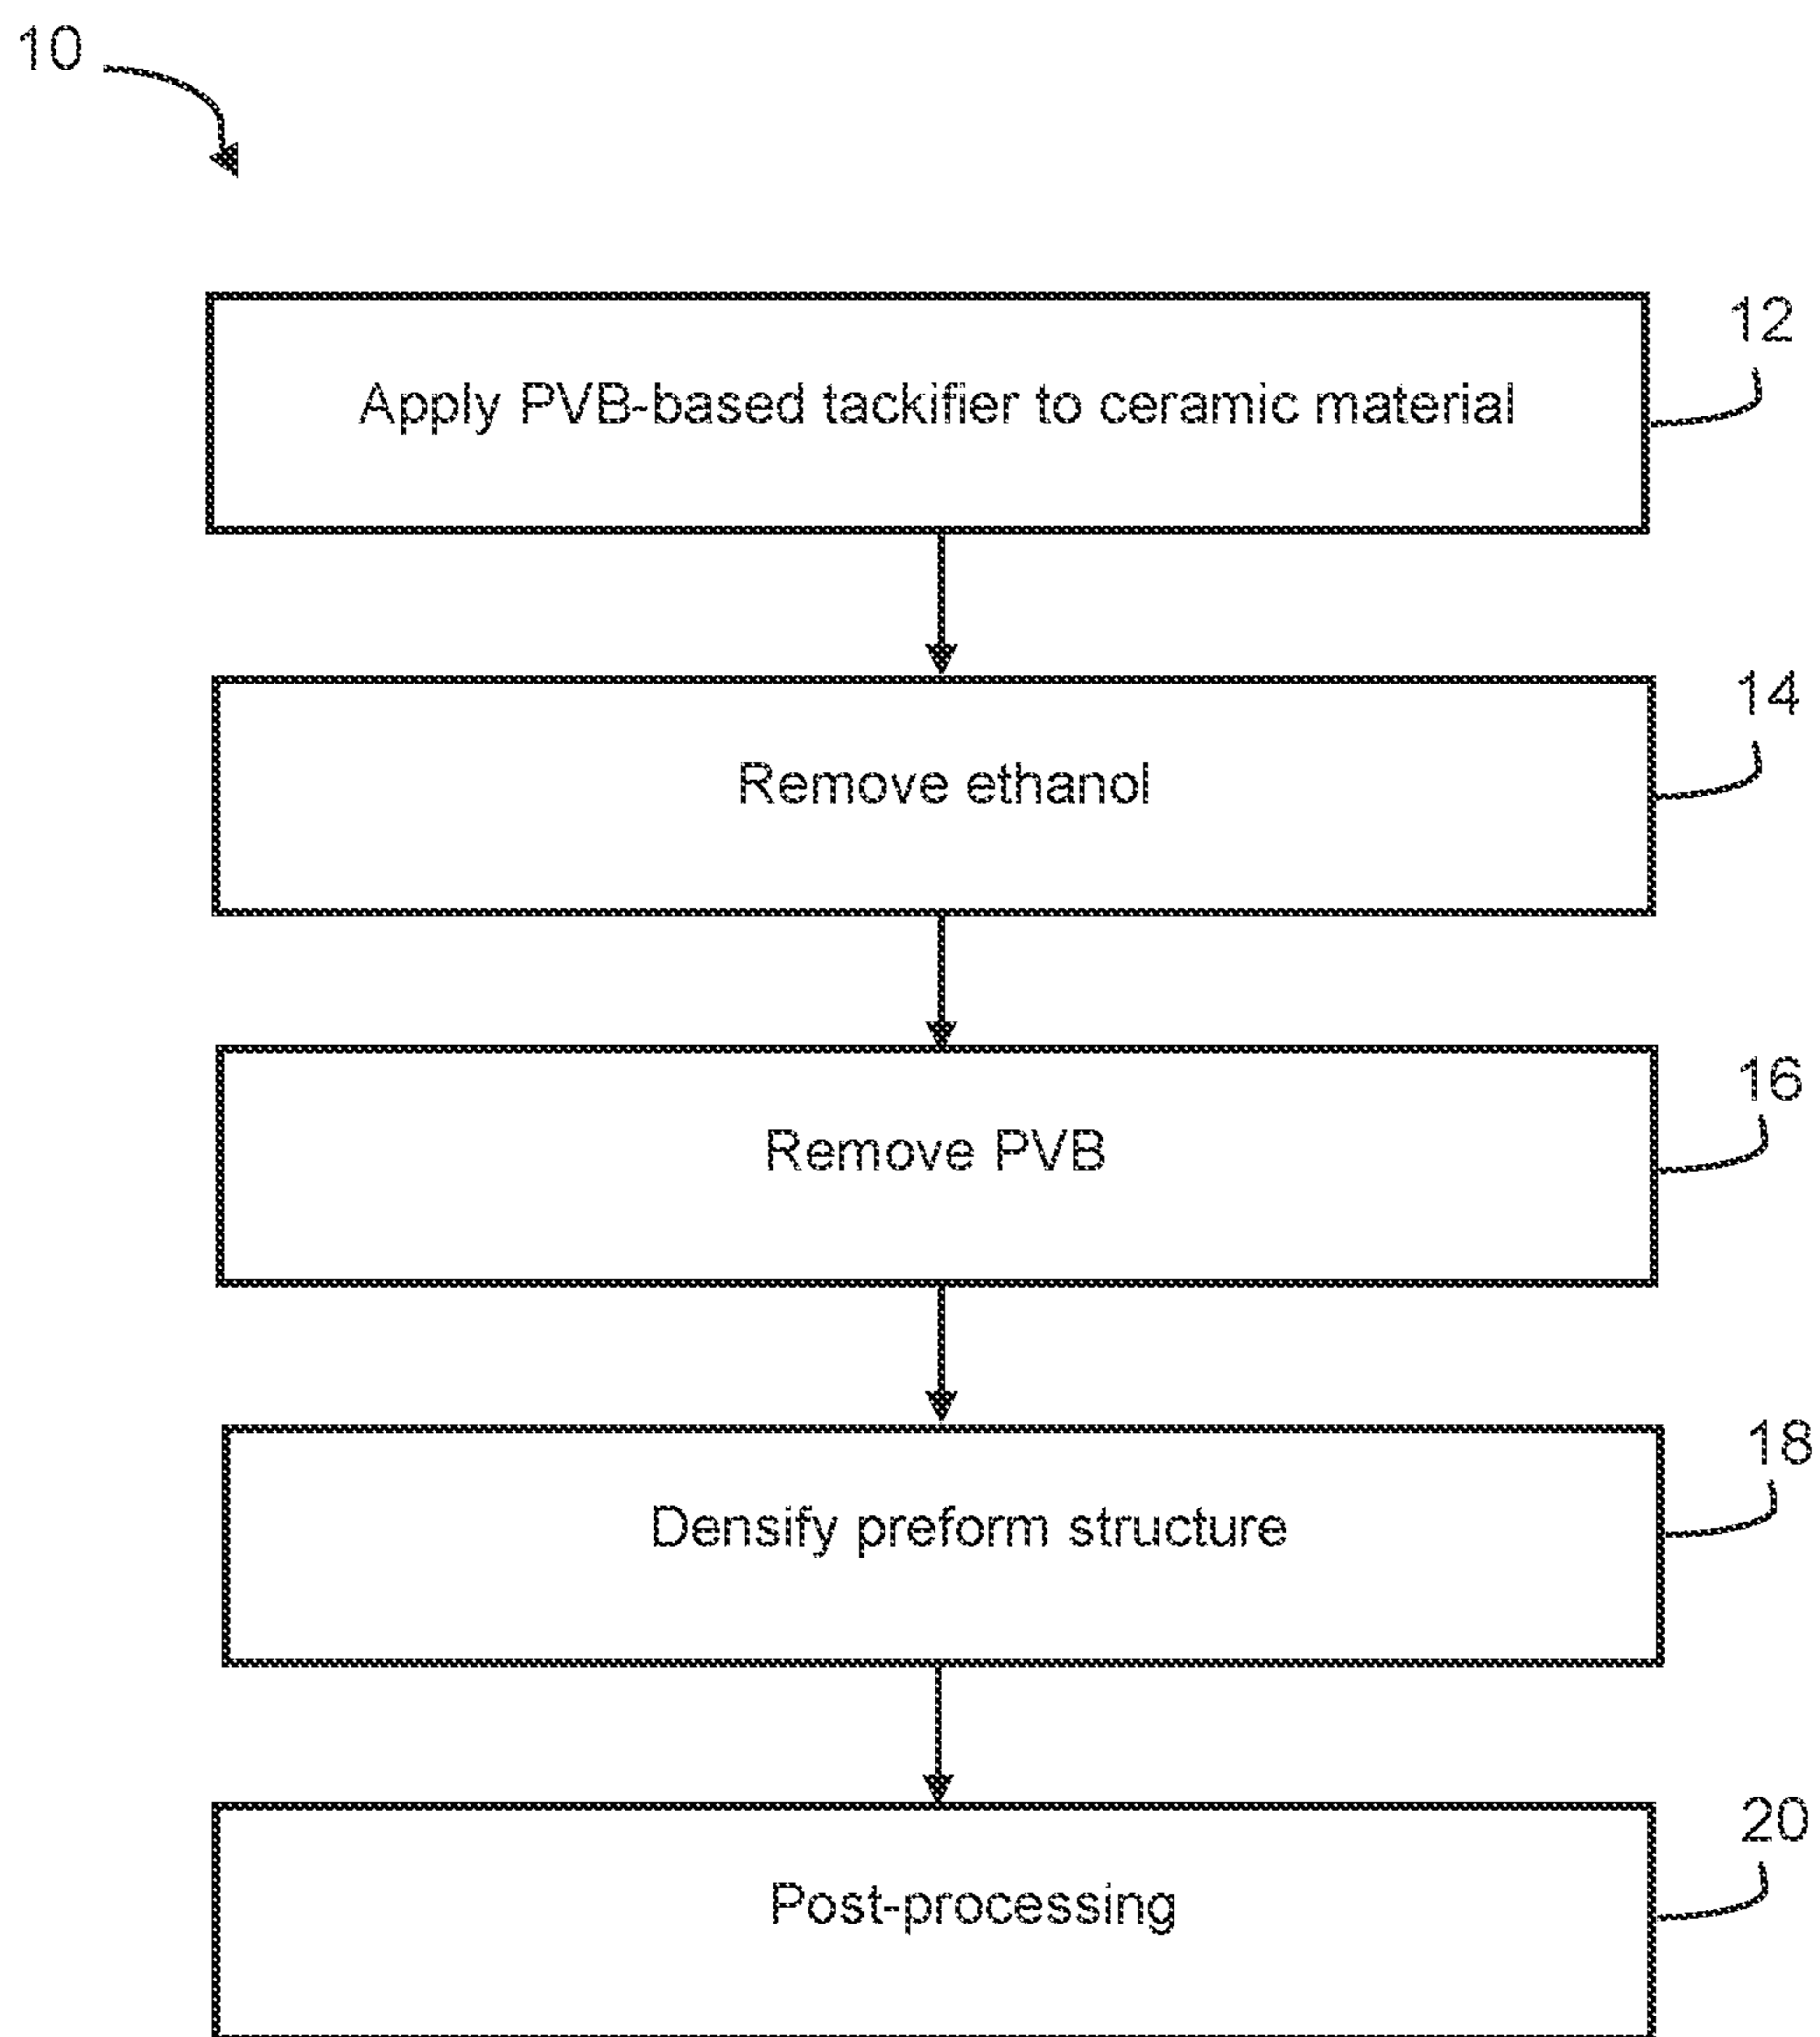 10
12
Apply PVB-based tackifier to ceramic material
14
Remove ethanol
16
Remove PVB
18
Densify preform structure
20
Post-processing